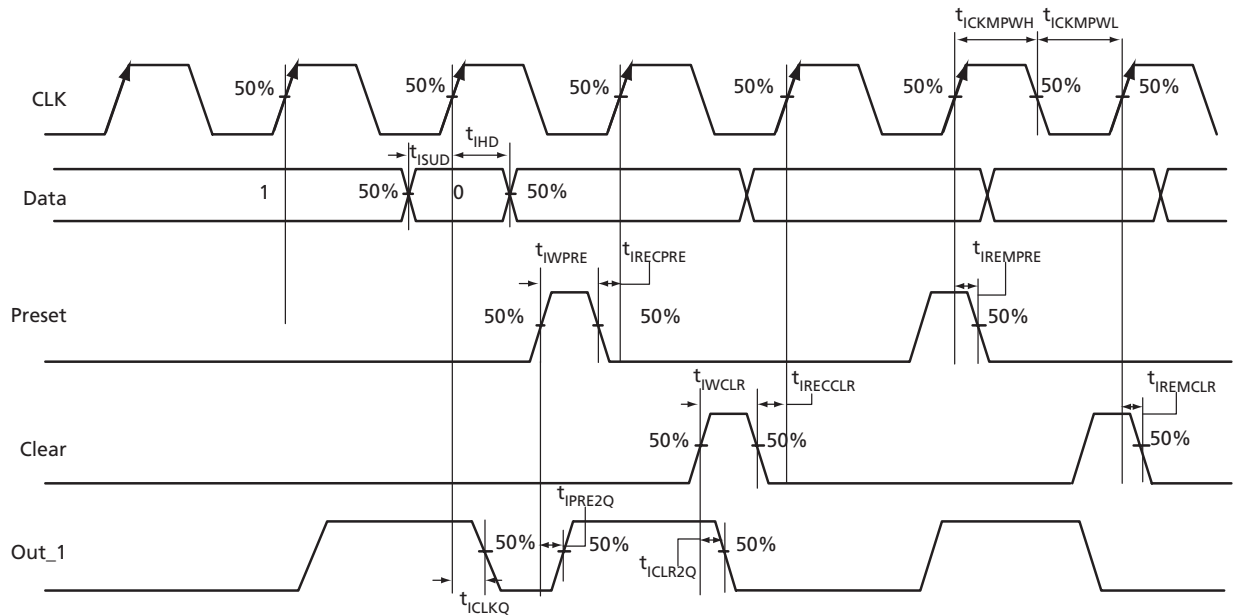 tICKMPWH tICKMPWL
CLK 50% 50% 50% 50% 50% 50% 50%
tISUD tIHD
Data 1 50% 0 50%
tIWPRE tIRECPRE tIREMPRE
Preset 50% 50% 50%
tIWCLR tIRECCLR tIREMCLR
Clear 50% 50% 50%
tIPRE2Q
Out_1 50% 50% 50%
tICLR2Q
tICLKQ